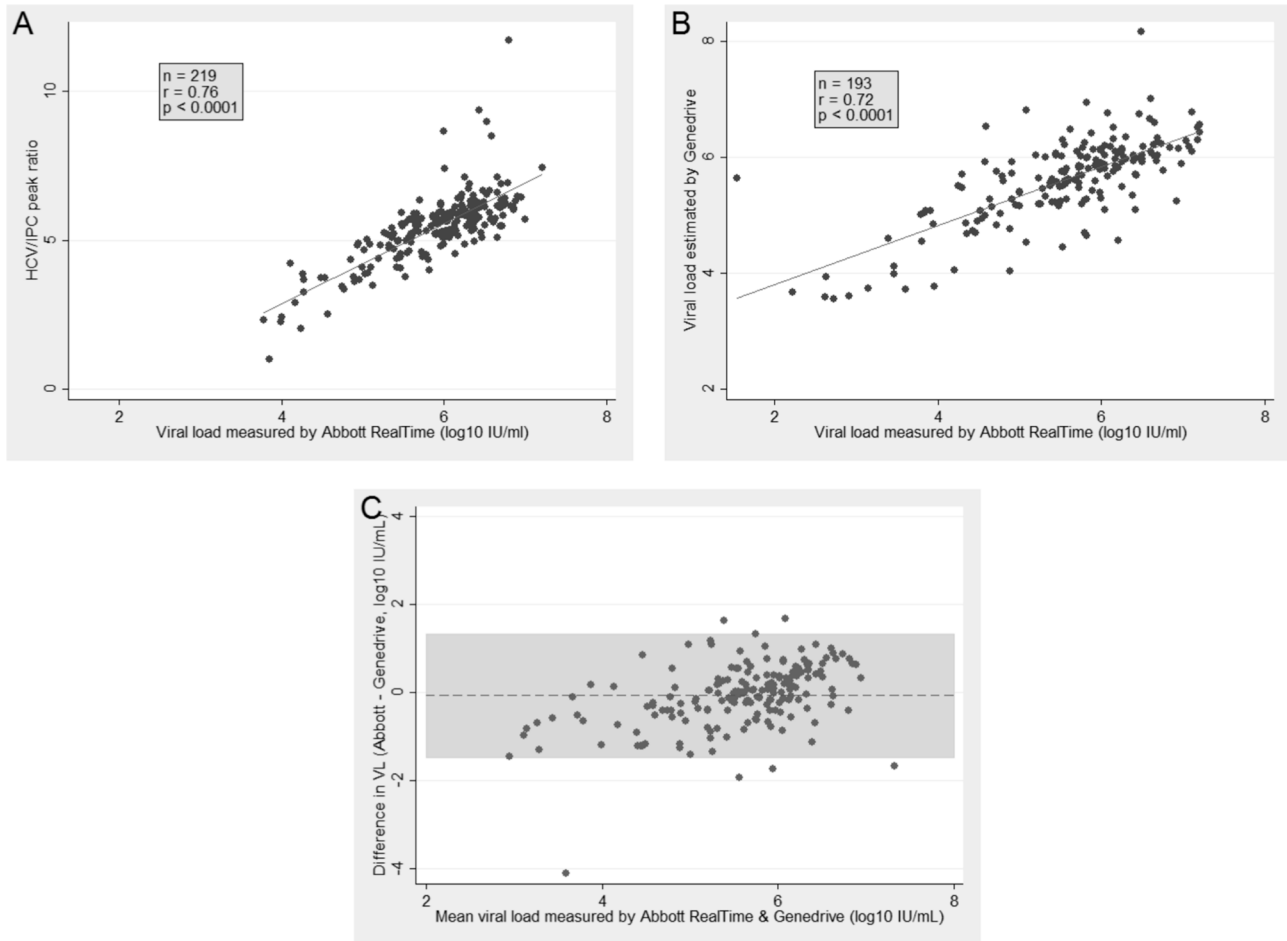 A
n = 219
r = 0.76
p < 0.0001
HCV/IPC peak ratio
10
5
0
2 4 6 8
Viral load measured by Abbott RealTime (log10 IU/ml)
B
n = 193
r = 0.72
p < 0.0001
Viral load estimated by Genedrive
8
6
4
2
2 4 6 8
Viral load measured by Abbott RealTime (log10 IU/ml)
C
Difference in VL (Abbott - Genedrive, log10 IU/mL)
4
2
0
-2
-4
2 4 6 8
Mean viral load measured by Abbott RealTime & Genedrive (log10 IU/mL)